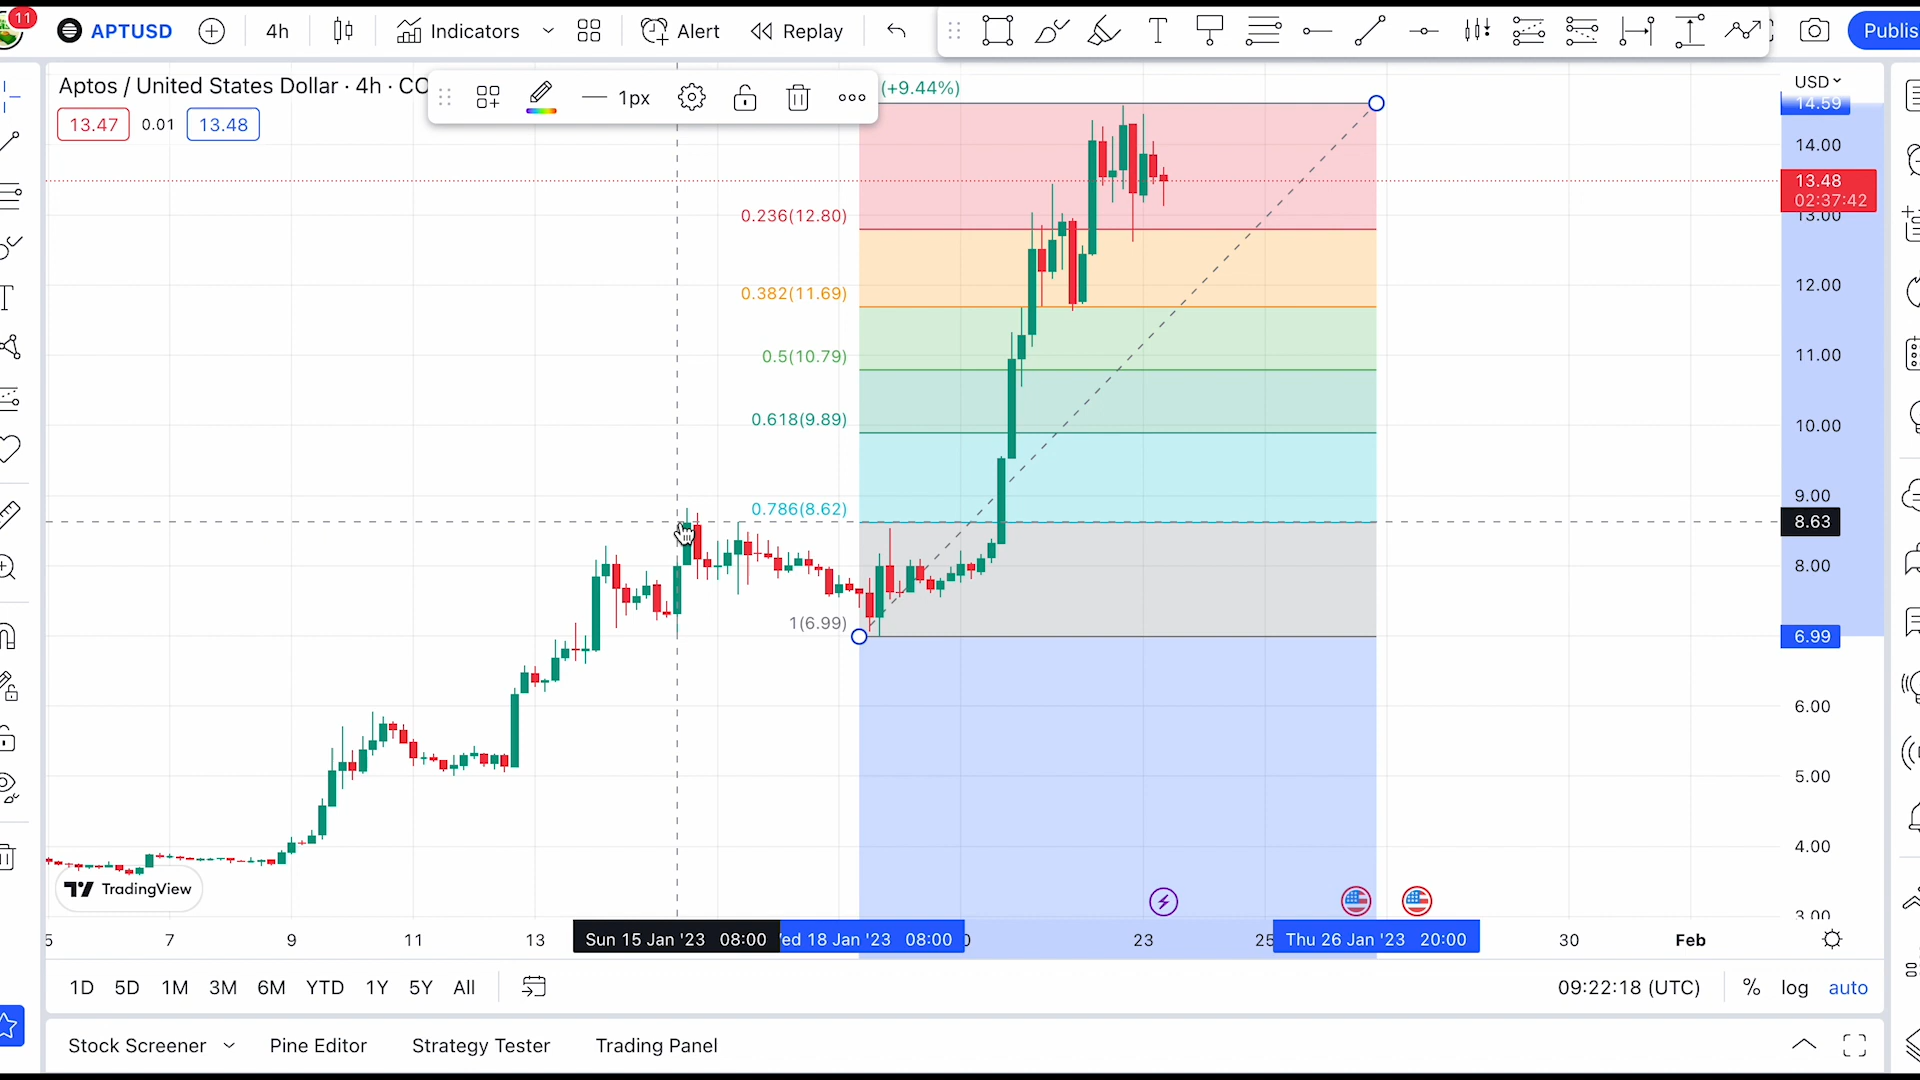 11
APTUSD
4h
Indicators
Alert
Replay
Publis
Aptos / United States Dollar · 4h · CO
1px
(+9.44%)
USD
13.47
0.01
13.48
14.59
14.00
13.48
02:37:42
13.00
0.236(12.80)
12.00
0.382(11.69)
11.00
0.5(10.79)
10.00
0.618(9.89)
9.00
0.786(8.62)
8.63
8.00
1(6.99)
6.99
6.00
5.00
4.00
3.00
TradingView
7
9
11
13
Sun 15 Jan '23 08:00
ed 18 Jan '23 08:00
23
25
Thu 26 Jan '23 20:00
30
Feb
1D
5D
1M
3M
6M
YTD
1Y
5Y
All
09:22:18 (UTC)
%
log
auto
Stock Screener
Pine Editor
Strategy Tester
Trading Panel